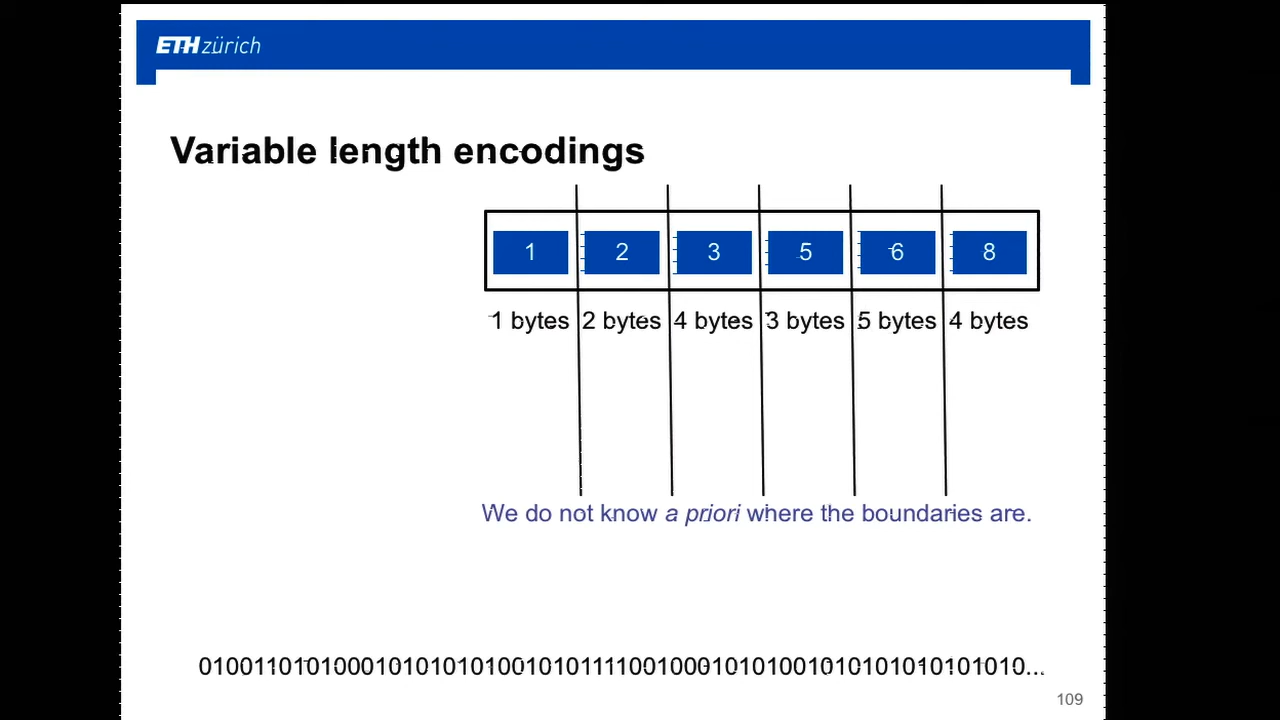 ETH zürich
Variable length encodings
1 2 3 5 6 8
1 bytes 2 bytes 4 bytes 3 bytes 5 bytes 4 bytes
We do not know a priori where the boundaries are.
0100110101000101010101001010111100100010101001010101010101010...
109